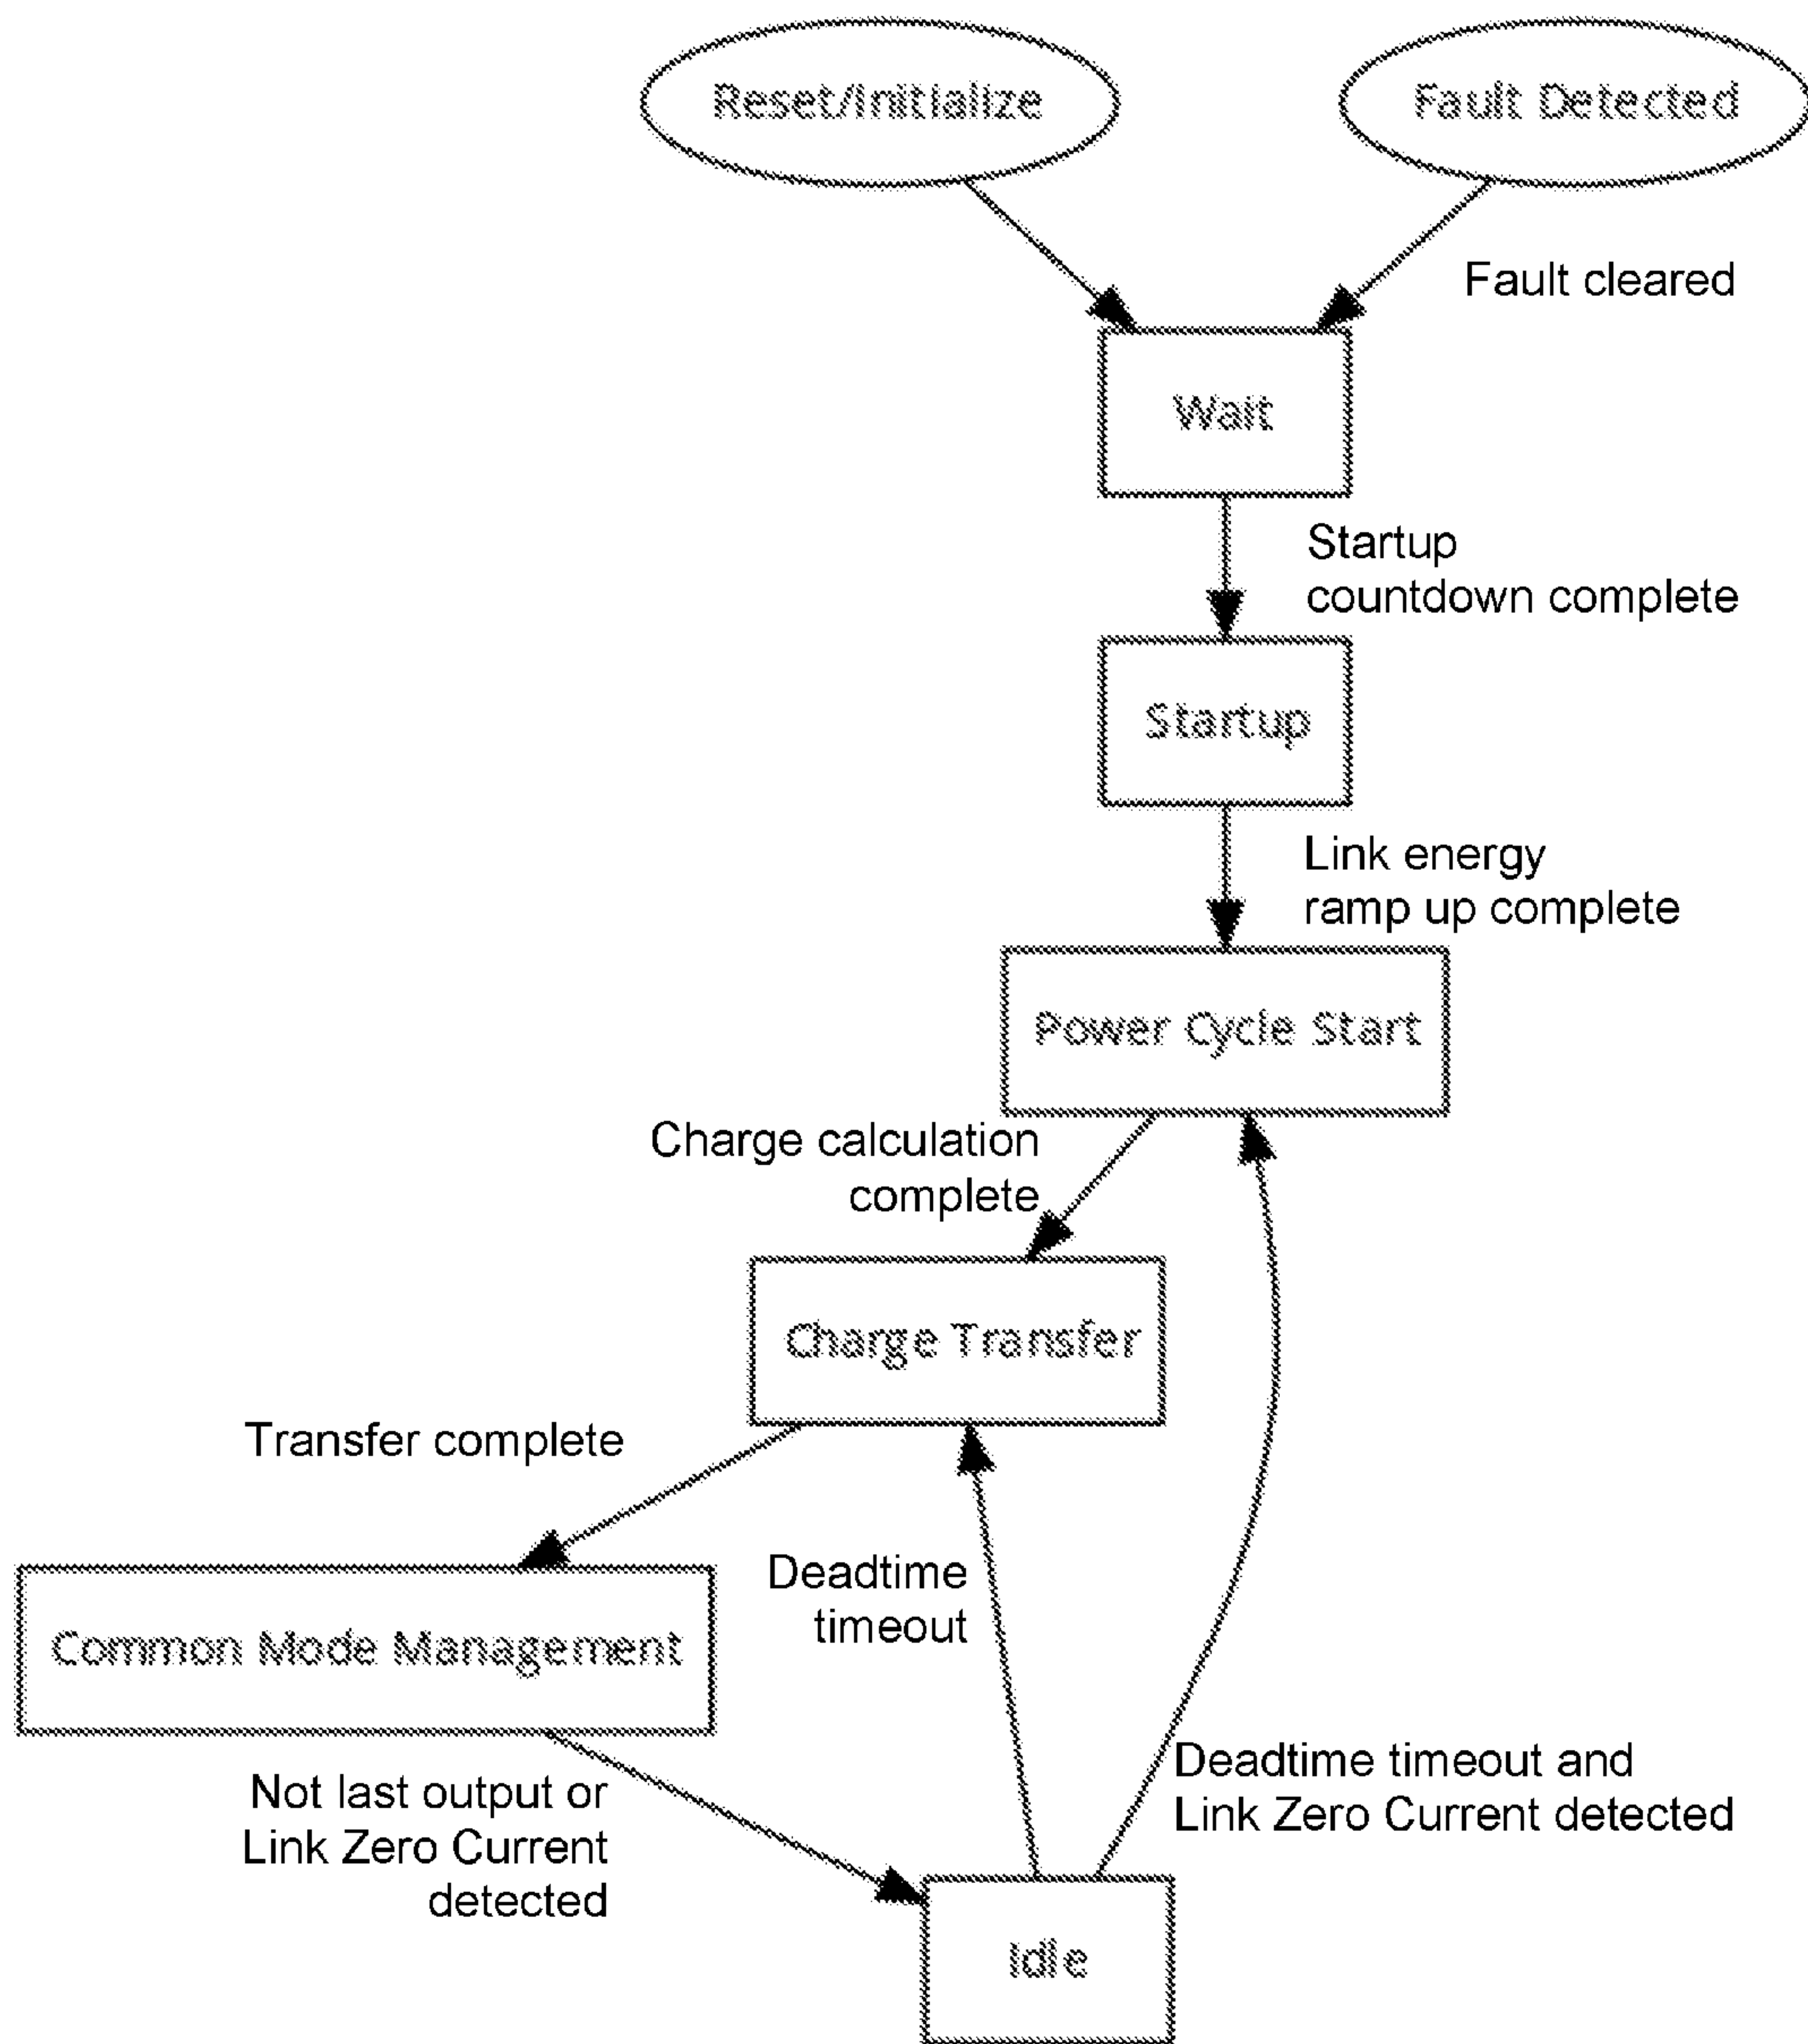 Reset/Initialize
Fault Detected
Fault cleared
Wait
Startup
countdown complete
Startup
Link energy
ramp up complete
Power Cycle Start
Charge calculation
complete
Charge Transfer
Transfer complete
Deadtime
timeout
Common Mode Management
Deadtime timeout and
Link Zero Current detected
Not last output or
Link Zero Current
detected
Idle